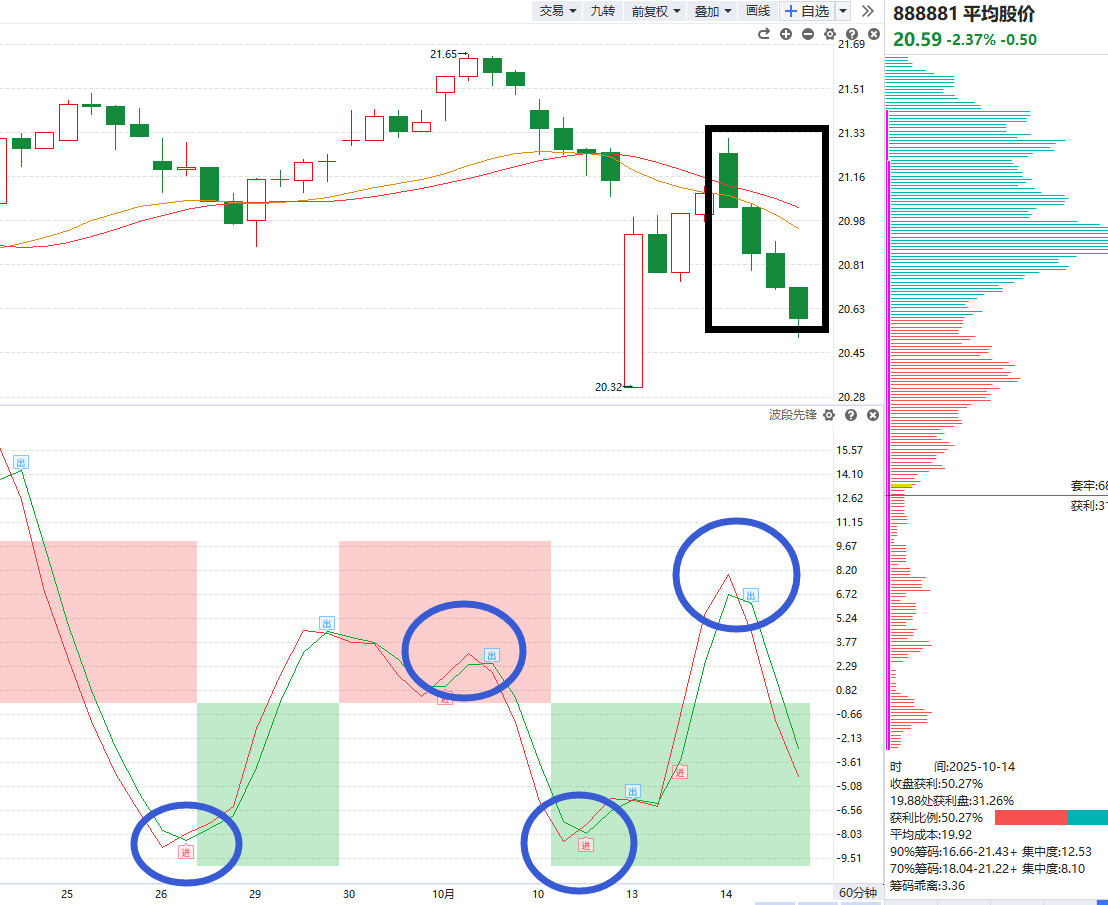 交易 九转 前复权 叠加 画线 + 自选
888881 平均股价
20.59 -2.37% -0.50
21.69
21.65
21.51
21.33
21.16
20.98
20.81
20.63
20.45
20.32
20.28
波段先锋
15.57
出
14.10
12.62
套牢:68
获利:37
11.15
9.67
8.20
出
6.72
出
5.24
3.77
出
2.29
进
0.82
-0.66
-2.13
进
-3.61
出
-5.08
-6.56
进
-8.03
进
-9.51
时 间:2025-10-14
收盘获利:50.27%
19.88处获利盘:31.26%
获利比例:50.27%
平均成本:19.92
90%筹码:16.66-21.43+ 集中度:12.53
70%筹码:18.04-21.22+ 集中度:8.10
筹码乖离:3.36
25 26 29 30 10月 10 13 14 60分钟